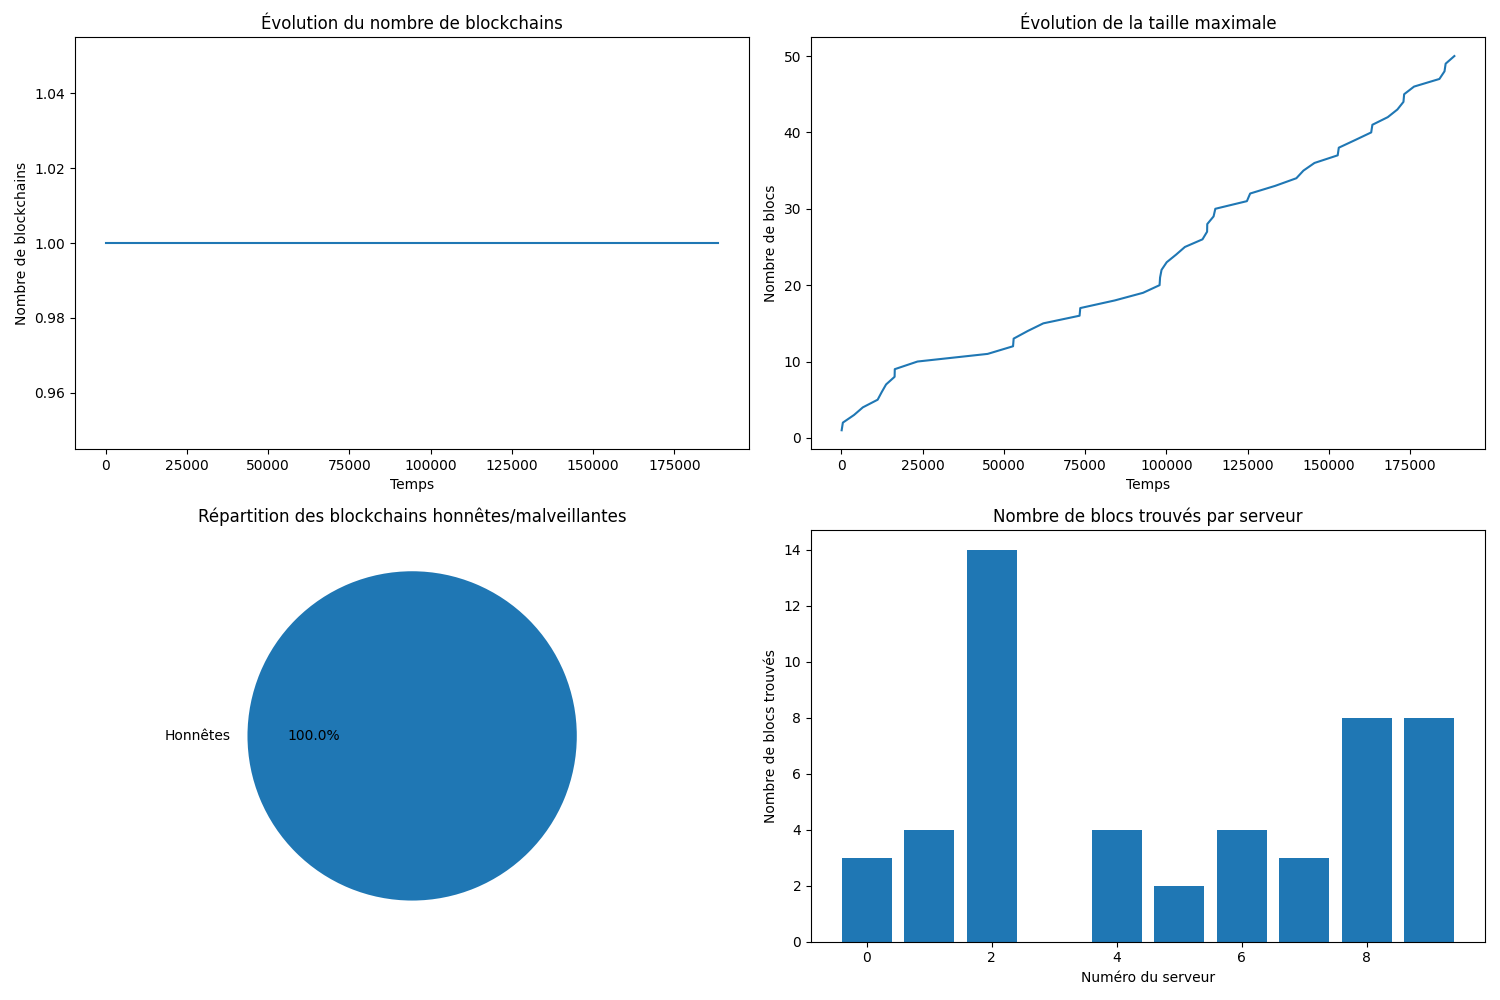 Évolution du nombre de blockchains
1.04
1.02
1.00
0.98
0.96
Nombre de blockchains
0 25000 50000 75000 100000 125000 150000 175000
Temps
Évolution de la taille maximale
50
40
30
20
10
0
Nombre de blocs
0 25000 50000 75000 100000 125000 150000 175000
Temps
Répartition des blockchains honnêtes/malveillantes
Honnêtes
100.0%
Nombre de blocs trouvés par serveur
14
12
10
8
6
4
2
0
Nombre de blocs trouvés
0 2 4 6 8
Numéro du serveur